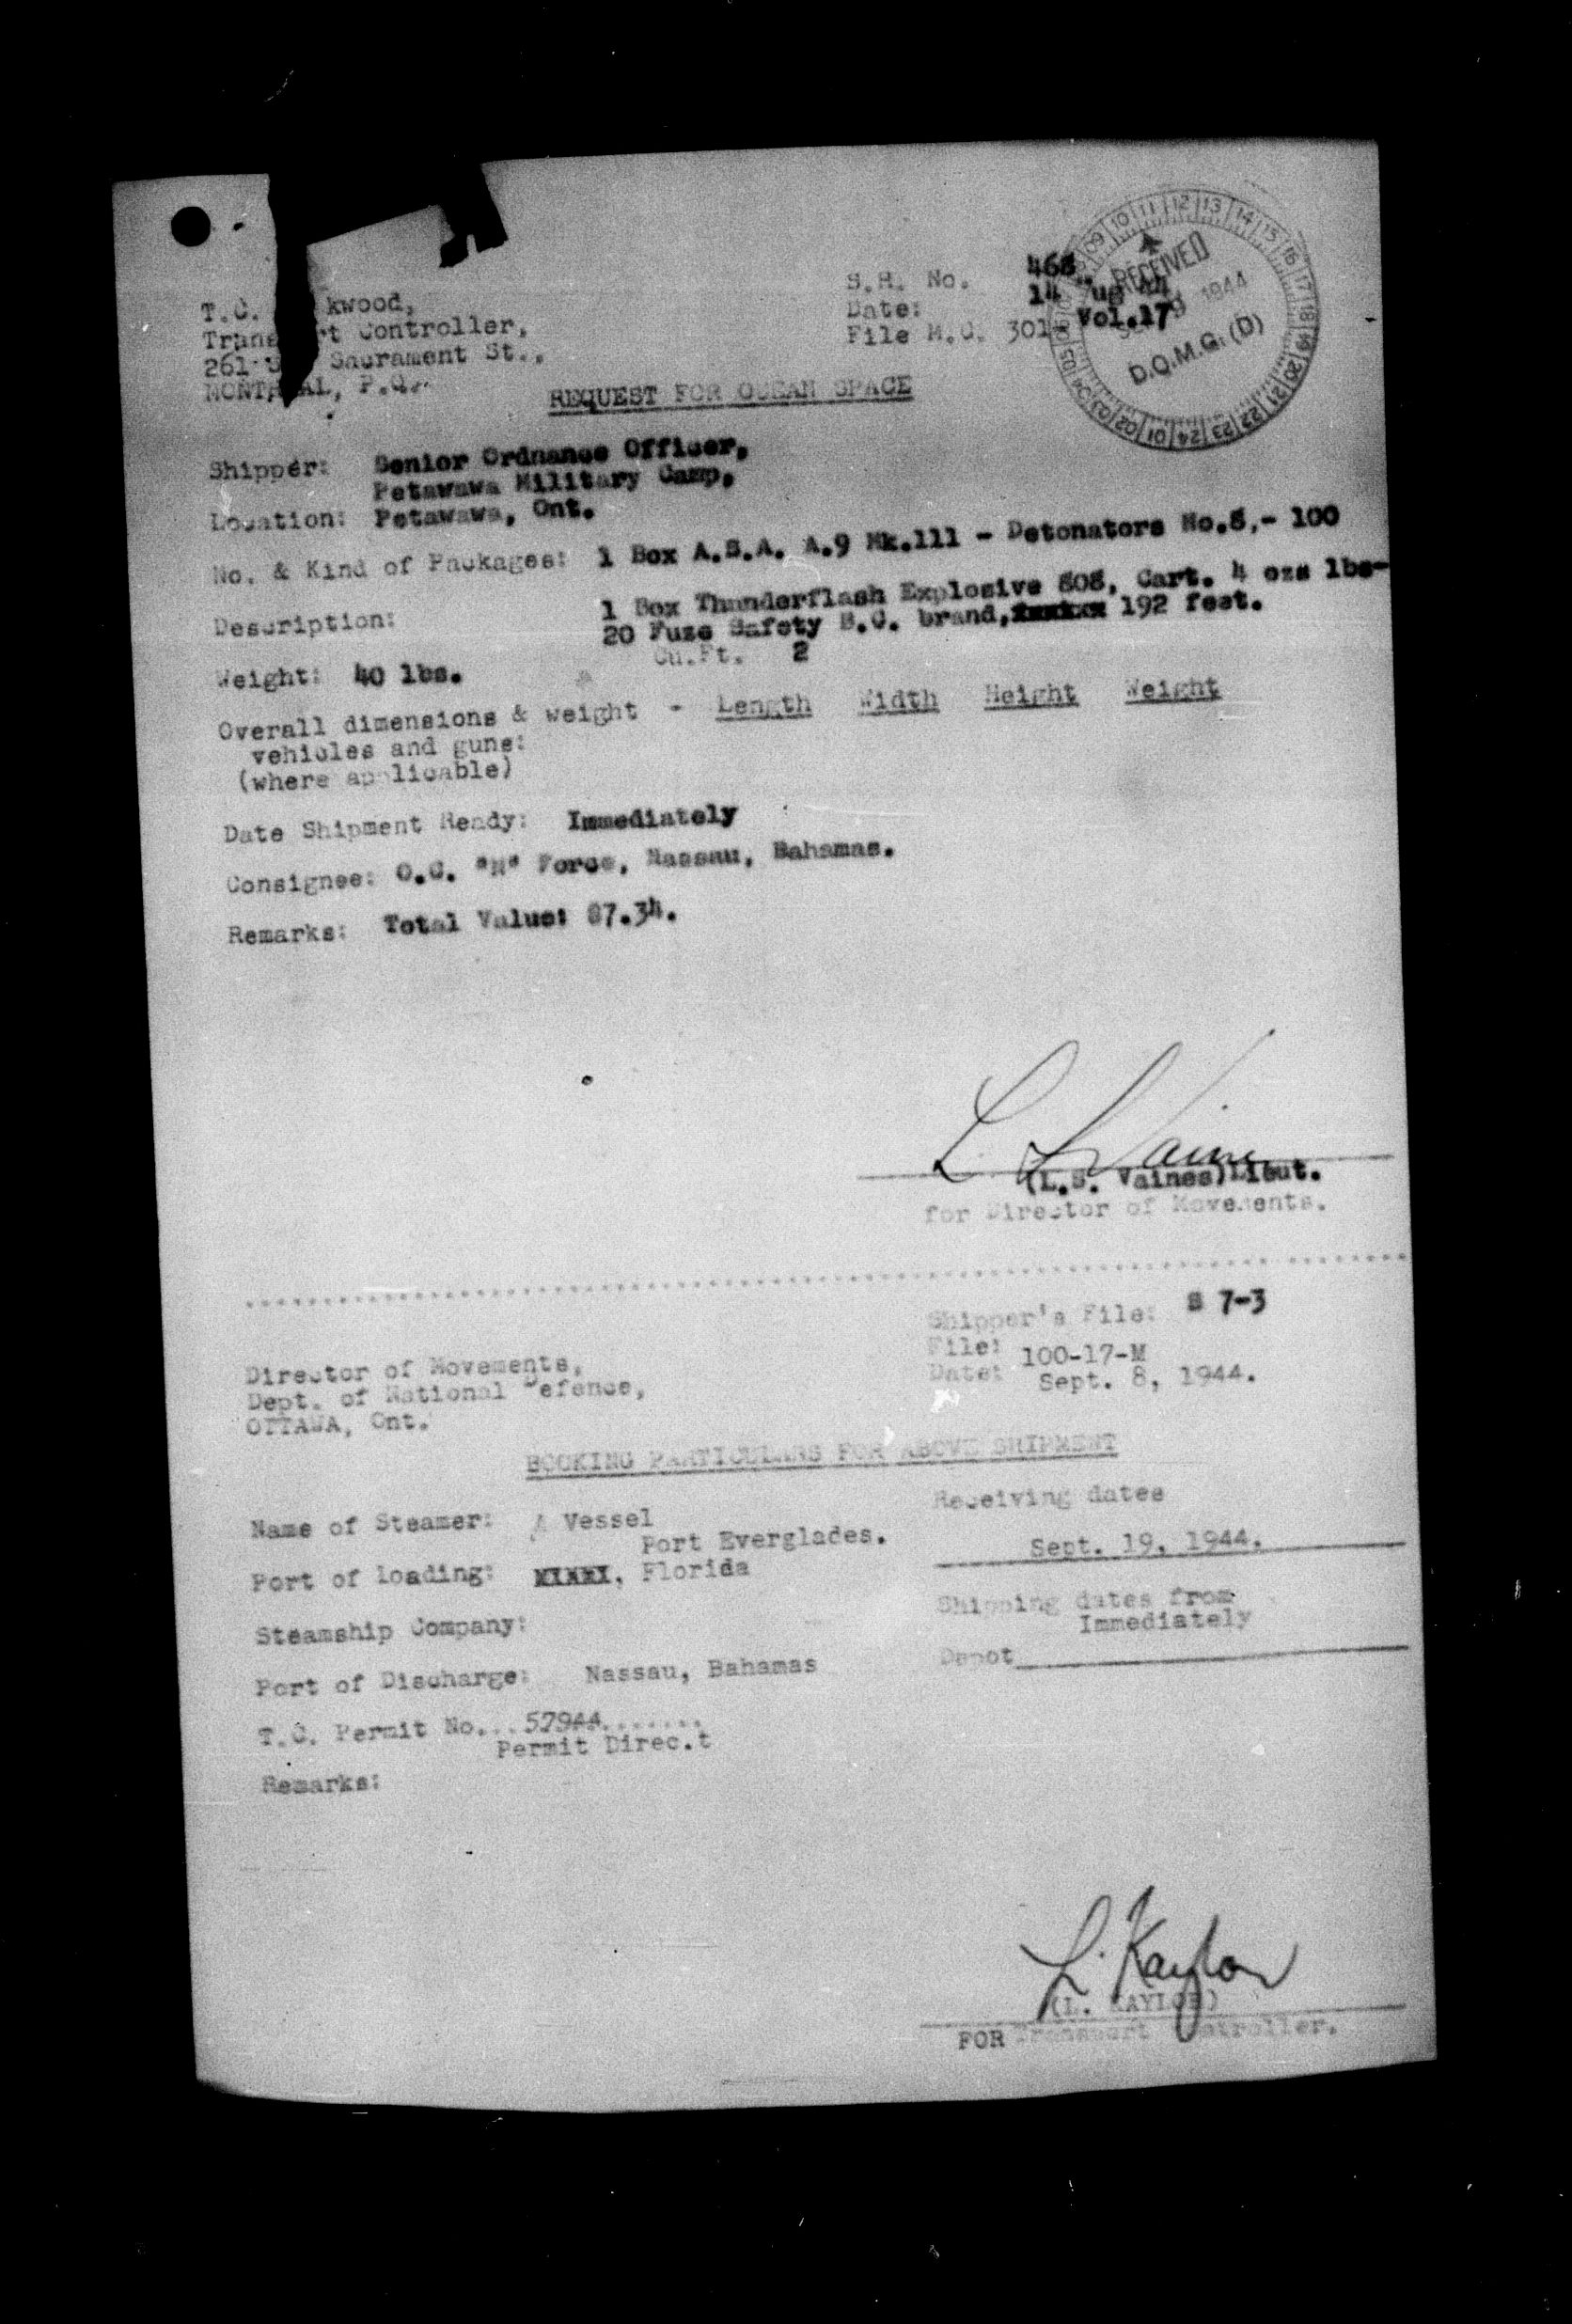 T.C. kwood,
Transport Controller,
261 Sacrament St.,
MONTREAL, P.Q.
S.R. No. 468
Date: 14 Aug 44
File M.C. 301 Vol.17
RECEIVED
1944
D.Q.M.G. (D)
REQUEST FOR OCEAN SPACE
Shipper: Senior Ordnance Officer,
Petawawa Military Camp,
Location: Petawawa, Ont.
No. & Kind of Packages: 1 Box A.S.A. A.9 Mk.111 - Detonators No.8,- 100
1 Box Thunderflash Explosive 808, Cart. 4 ozs lbs-
Description: 20 Fuze Safety B.C. brand, 192 feet.
Weight: 40 lbs. Cu.Ft. 2
Overall dimensions & weight - Length Width Height Weight
vehicles and guns:
(where applicable)
Date Shipment Ready: Immediately
Consignee: O.C. "N" Force, Nassau, Bahamas.
Remarks: Total Value: $7.34.
L. S. Vaines
(L.S. Vaines)Lieut.
for Director of Movements.
Shipper's File: S 7-3
File: 100-17-M
Date: Sept. 8, 1944.
Director of Movements,
Dept. of National Defence,
OTTAWA, Ont.
BOOKING PARTICULARS FOR ABOVE SHIPMENT
Receiving dates
Name of Steamer: A Vessel
Port Everglades.
Sept. 19, 1944.
Port of loading: MIAMI, Florida
Shipping dates from
Immediately
Steamship Company:
Depot
Port of Discharge: Nassau, Bahamas
T.C. Permit No...57944.......
Permit Direc.t
Remarks:
L. Kaylor
(L. KAYLOR)
FOR Transport Controller.